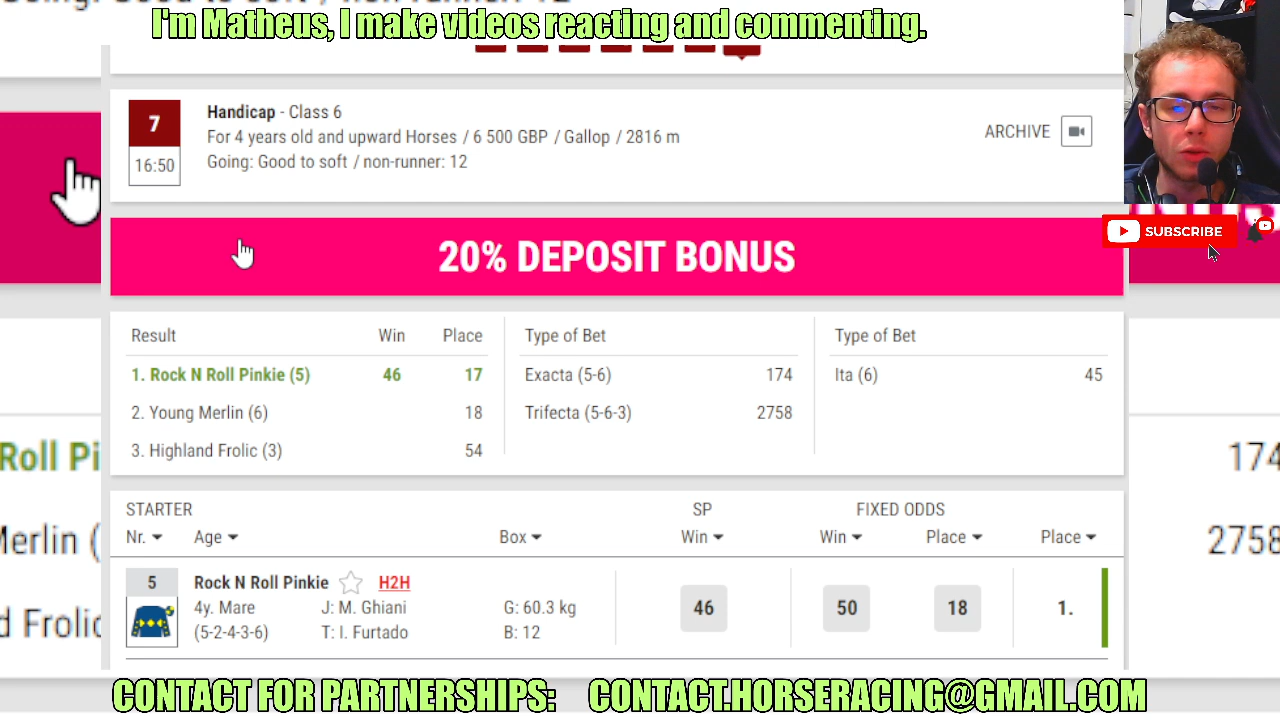 I'm Matheus, I make videos reacting and commenting.
7
16:50
Handicap - Class 6
For 4 years old and upward Horses / 6 500 GBP / Gallop / 2816 m
Going: Good to soft / non-runner: 12
ARCHIVE
SUBSCRIBE
20% DEPOSIT BONUS
Result Win Place
1. Rock N Roll Pinkie (5) 46 17
2. Young Merlin (6) 18
3. Highland Frolic (3) 54
Type of Bet
Exacta (5-6) 174
Trifecta (5-6-3) 2758
Type of Bet
Ita (6) 45
Roll Pi
Merlin (
d Frolic
174
2758
STARTER SP FIXED ODDS
Nr. Age Box Win Win Place Place
5 Rock N Roll Pinkie H2H
4y. Mare J: M. Ghiani G: 60.3 kg 46 50 18 1.
(5-2-4-3-6) T: I. Furtado B: 12
CONTACT FOR PARTNERSHIPS: CONTACT.HORSERACING@GMAIL.COM